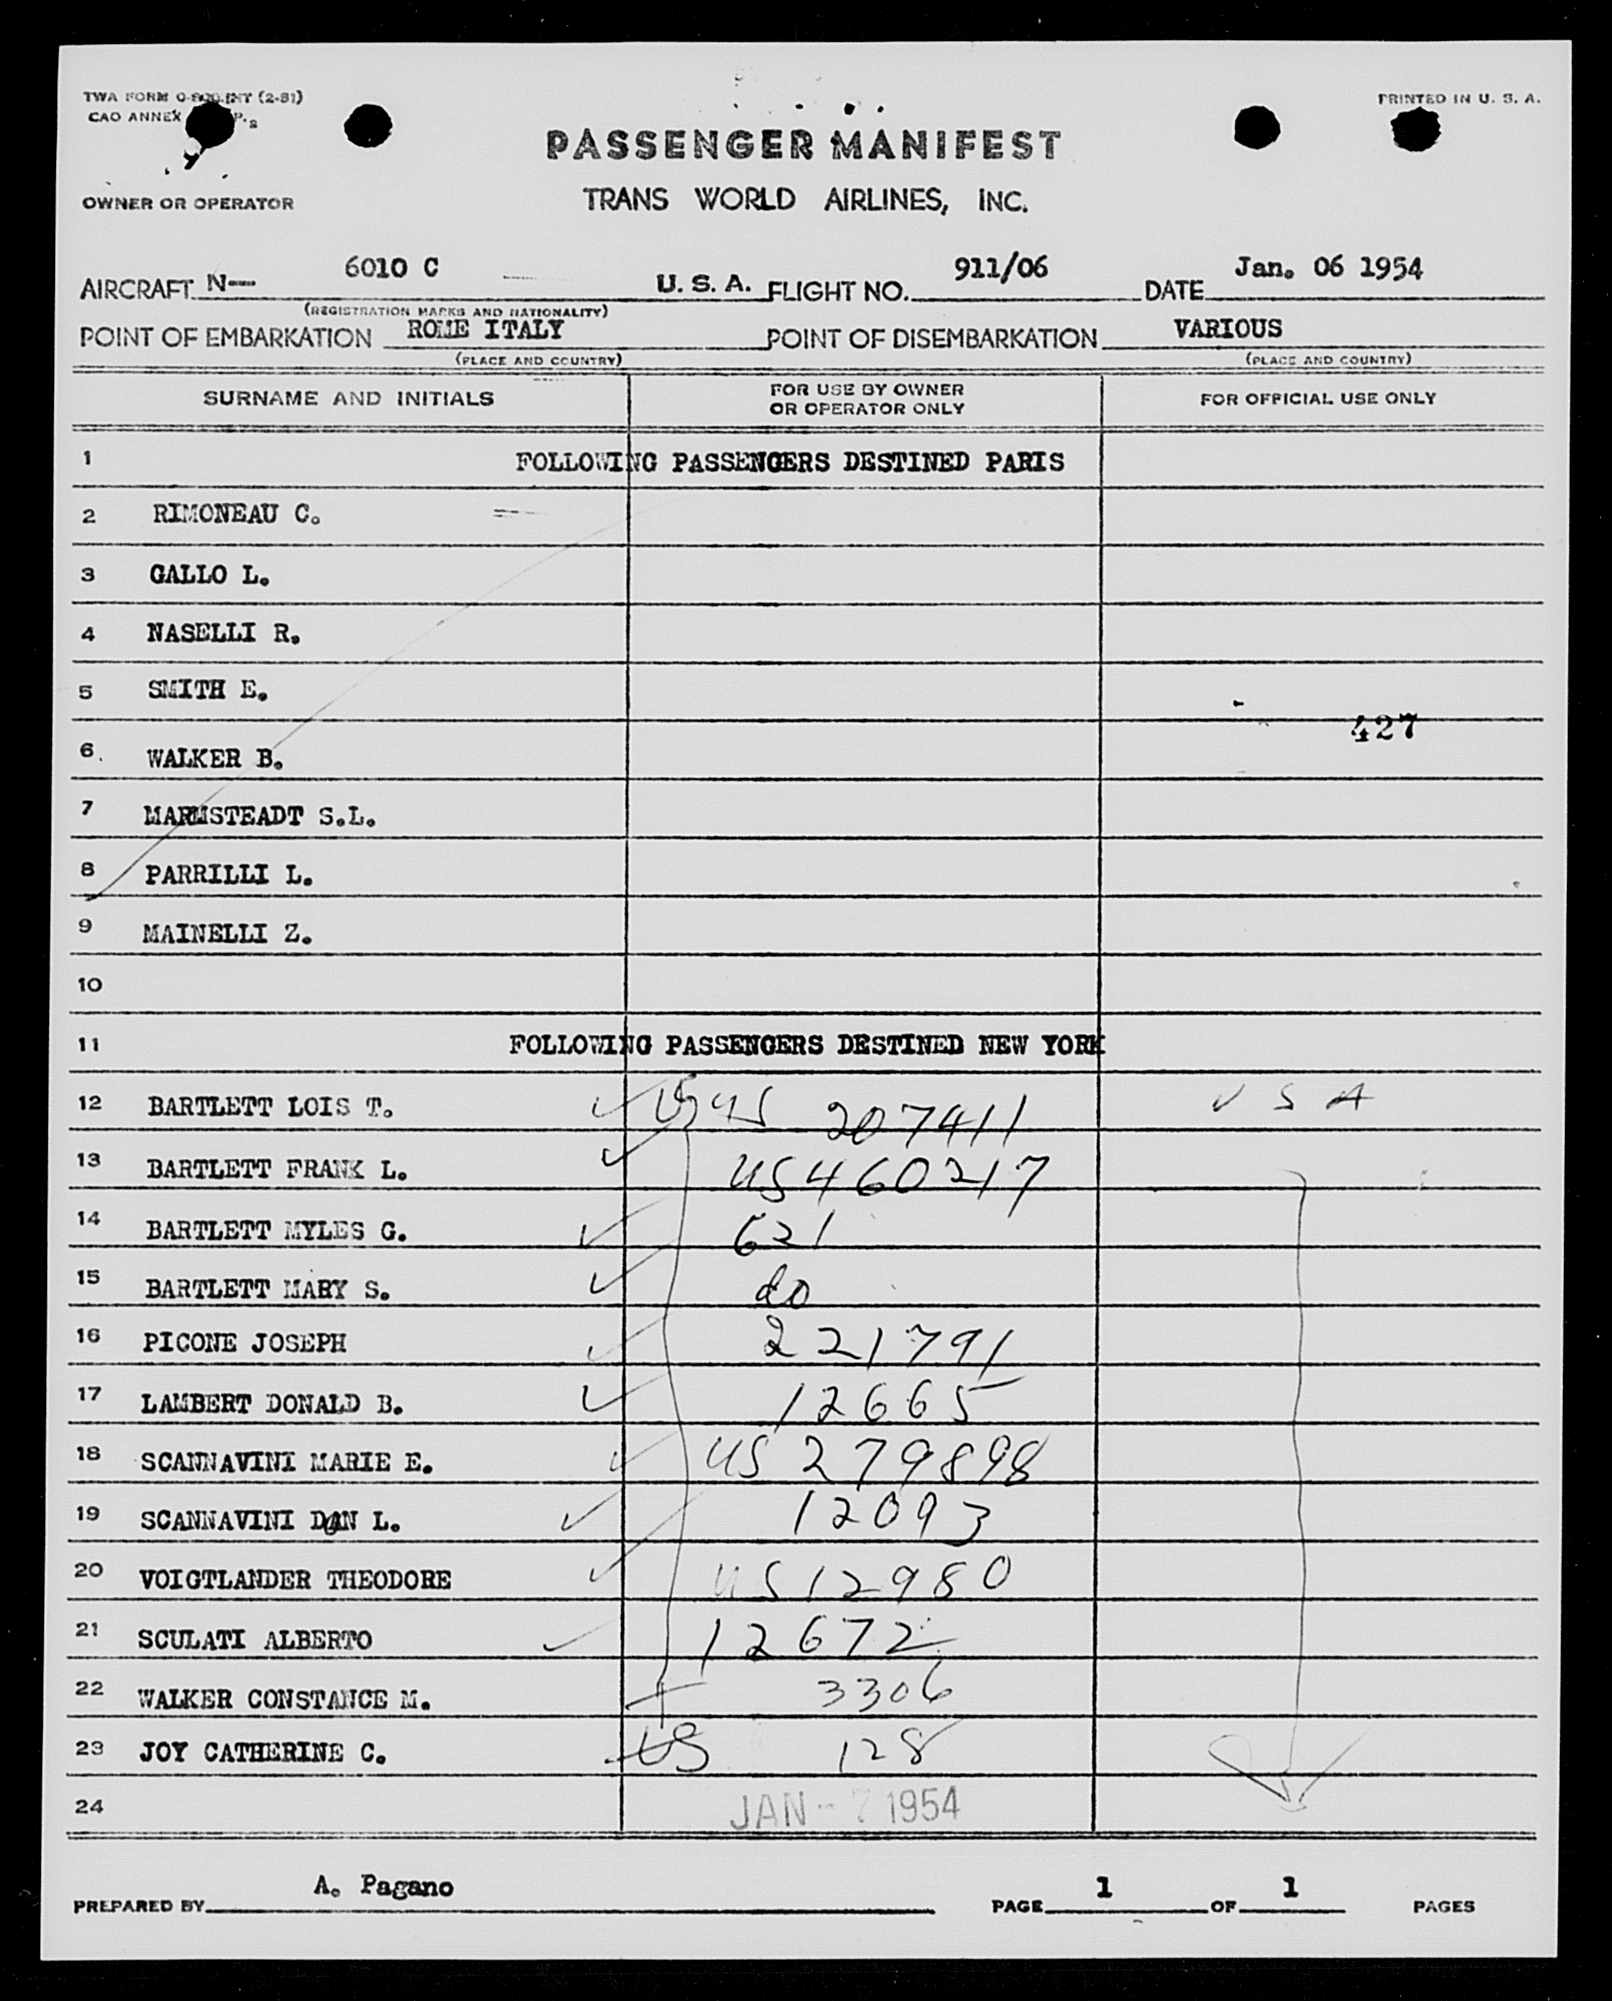 TWA FORM
CAO ANNEX
PRINTED IN U. S. A.
PASSENGER MANIFEST
OWNER OR OPERATOR
TRANS WORLD AIRLINES, INC.
AIRCRAFT N-- 6010 C U. S. A. FLIGHT NO. 911/06 DATE Jan. 06 1954
(REGISTRATION MARKS AND NATIONALITY)
POINT OF EMBARKATION ROME ITALY POINT OF DISEMBARKATION VARIOUS
(PLACE AND COUNTRY) (PLACE AND COUNTRY)
SURNAME AND INITIALS FOR USE BY OWNER OR OPERATOR ONLY FOR OFFICIAL USE ONLY
1 FOLLOWING PASSENGERS DESTINED PARIS
2 RIMONEAU C.
3 GALLO L.
4 NASELLI R.
5 SMITH E.
427
6. WALKER B.
7 MARMSTEADT S.L.
8 PARRILLI L.
9 MAINELLI Z.
10
11 FOLLOWING PASSENGERS DESTINED NEW YORK
12 BARTLETT LOIS T. US US 207411 USA
13 BARTLETT FRANK L. US 460217
14 BARTLETT MYLES G. 621
15 BARTLETT MARY S. do
16 PICONE JOSEPH 221791
17 LAMBERT DONALD B. 12665
18 SCANNAVINI MARIE E. US 279898
19 SCANNAVINI DON L. 12093
20 VOIGTLANDER THEODORE US 12980
21 SCULATI ALBERTO 12672
22 WALKER CONSTANCE M. 3306
23 JOY CATHERINE C. US 128
24 JAN - 7 1954
PREPARED BY A. Pagano PAGE 1 OF 1 PAGES